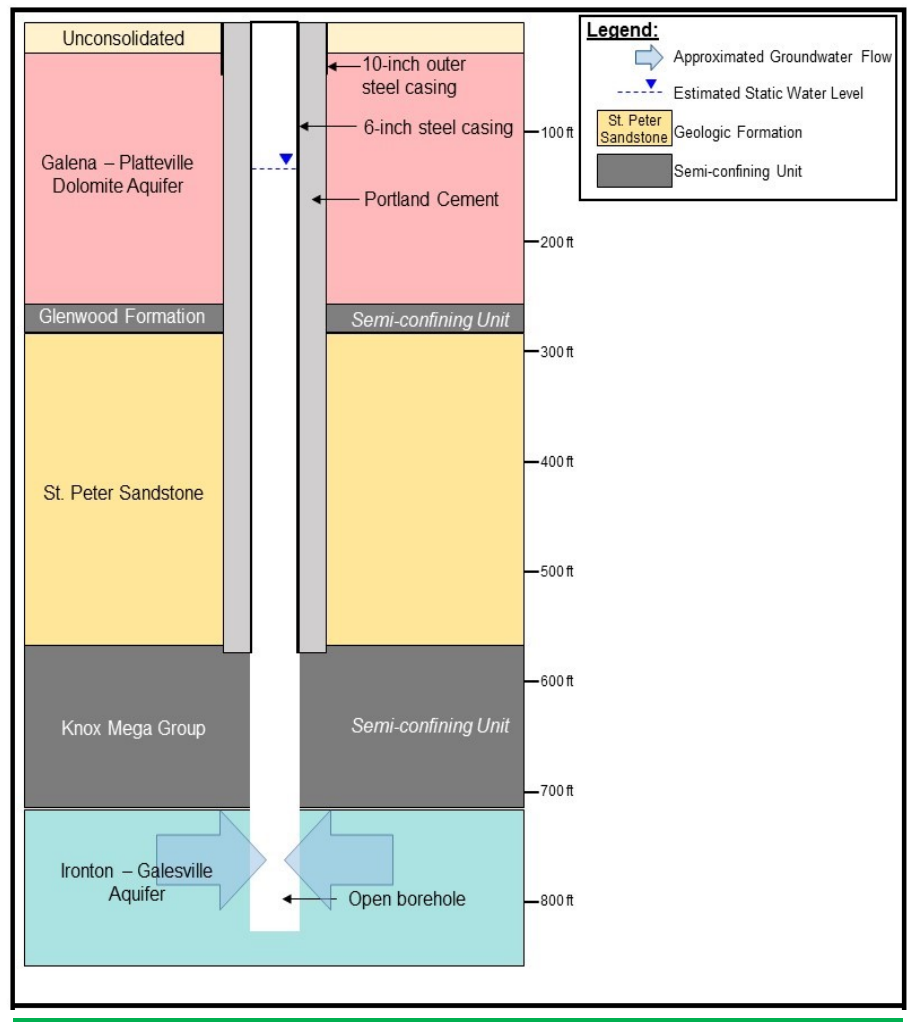 Unconsolidated
10-inch outer
steel casing
6-inch steel casing
Galena – Platteville
Dolomite Aquifer
Portland Cement
Glenwood Formation
Semi-confining Unit
St. Peter Sandstone
Knox Mega Group
Semi-confining Unit
Ironton – Galesville
Aquifer
Open borehole
100 ft
200 ft
300 ft
400 ft
500 ft
600 ft
700 ft
800 ft
Legend:
Approximated Groundwater Flow
Estimated Static Water Level
St. Peter
Sandstone
Geologic Formation
Semi-confining Unit